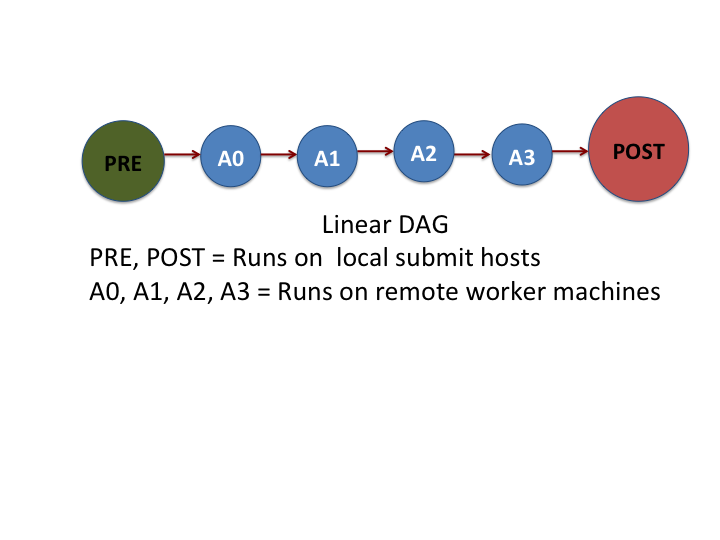 PRE
A0
A1
A2
A3
POST
Linear DAG
PRE, POST = Runs on  local submit hosts
A0, A1, A2, A3 = Runs on remote worker machines